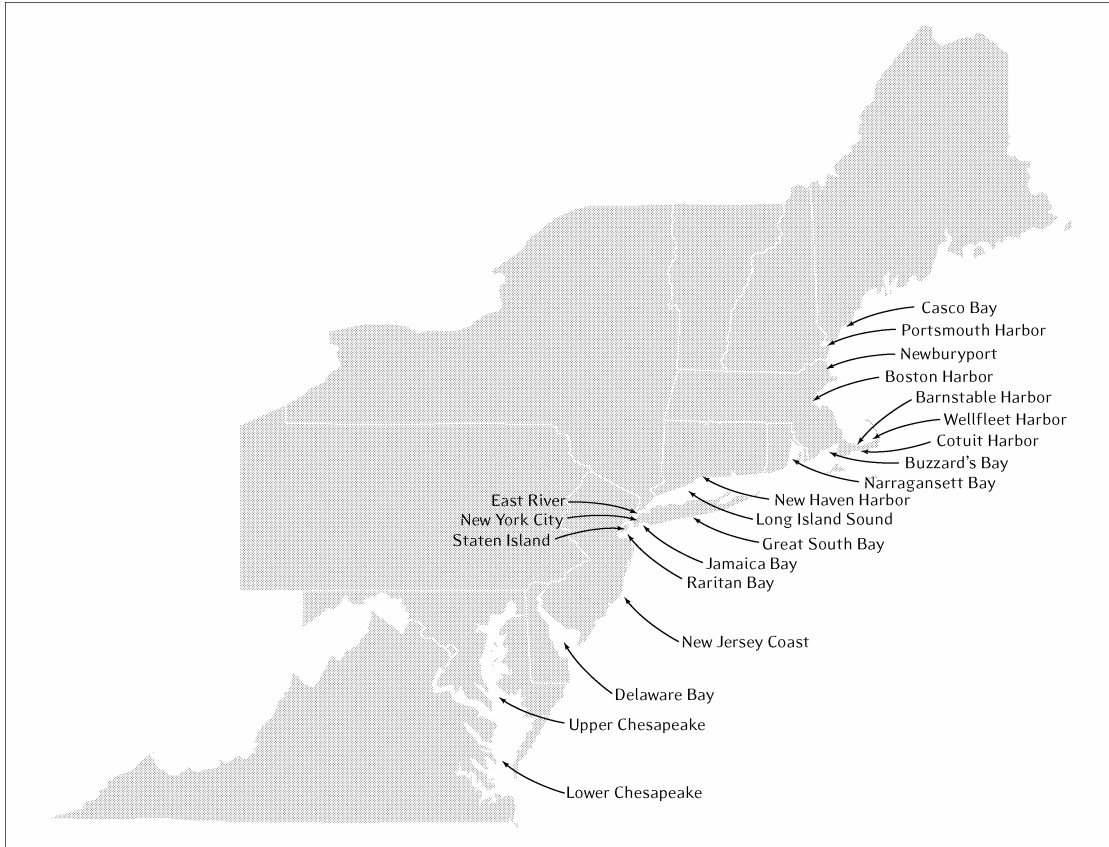 Casco Bay
Portsmouth Harbor
Newburyport
Boston Harbor
Barnstable Harbor
Wellfleet Harbor
Cotuit Harbor
Buzzard's Bay
Narragansett Bay
New Haven Harbor
East River
Long Island Sound
New York City
Staten Island
Great South Bay
Jamaica Bay
Raritan Bay
New Jersey Coast
Delaware Bay
Upper Chesapeake
Lower Chesapeake